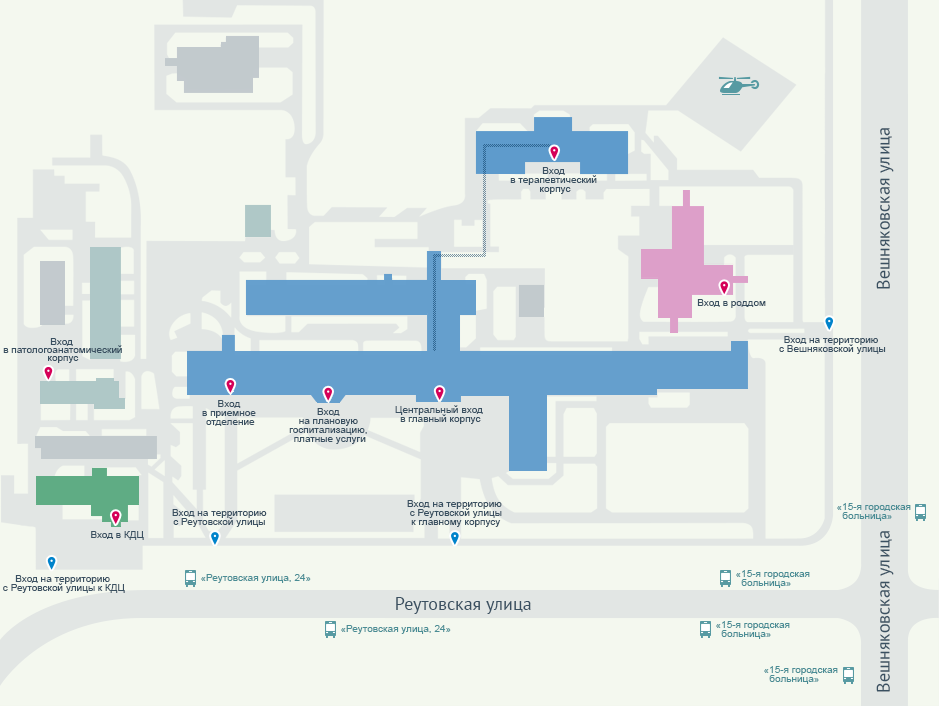 Вешняковская улица
Вход
в терапевтический
корпус
Вход в роддом
Вход на территорию
с Вешняковской улицы
Вход
в патологоанатомический
корпус
Вход
в приемное
отделение
Вход
на плановую
госпитализацию,
платные услуги
Центральный вход
в главный корпус
Вход на территорию
с Реутовской улицы
Вход на территорию
с Реутовской улицы
к главному корпусу
«15-я городская
больница»
Вход в КДЦ
Вход на территорию
с Реутовской улицы к КДЦ
«Реутовская улица, 24»
«15-я городская
больница»
Вешняковская улица
Реутовская улица
«Реутовская улица, 24»
«15-я городская
больница»
«15-я городская
больница»